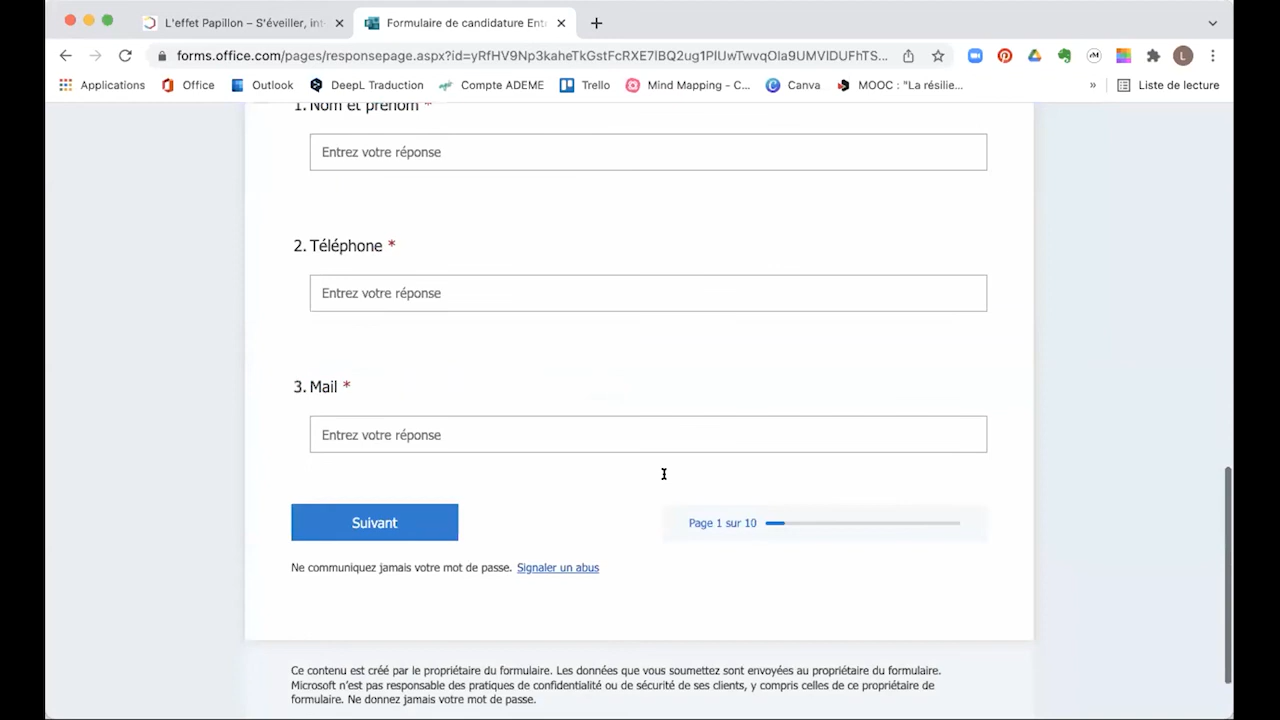 L'effet Papillon – S'éveiller, int
Formulaire de candidature Ent
forms.office.com/pages/responsepage.aspx?id=yRfHV9Np3kaheTkGstFcRXE7lBQ2ug1PlUwTwvqOla9UMVlDUFhTS...
L
Applications
Office
Outlook
DeepL Traduction
Compte ADEME
Trello
Mind Mapping - C...
Canva
MOOC : "La résilie...
»
Liste de lecture
1. Nom et prénom *
Entrez votre réponse
2. Téléphone *
Entrez votre réponse
3. Mail *
Entrez votre réponse
Suivant
Page 1 sur 10
Ne communiquez jamais votre mot de passe. Signaler un abus
Ce contenu est créé par le propriétaire du formulaire. Les données que vous soumettez sont envoyées au propriétaire du formulaire.
Microsoft n'est pas responsable des pratiques de confidentialité ou de sécurité de ses clients, y compris celles de ce propriétaire de
formulaire. Ne donnez jamais votre mot de passe.